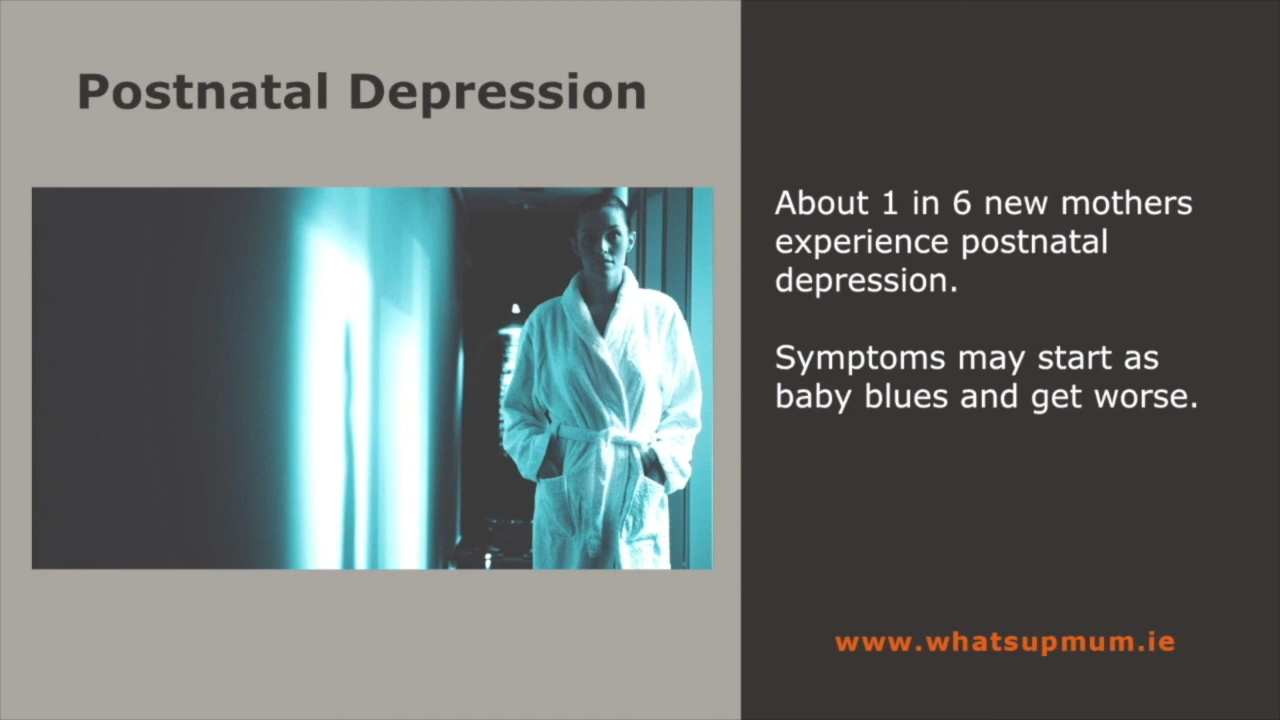 Postnatal Depression
About 1 in 6 new mothers
experience postnatal
depression.
Symptoms may start as
baby blues and get worse.
www.whatsupmum.ie